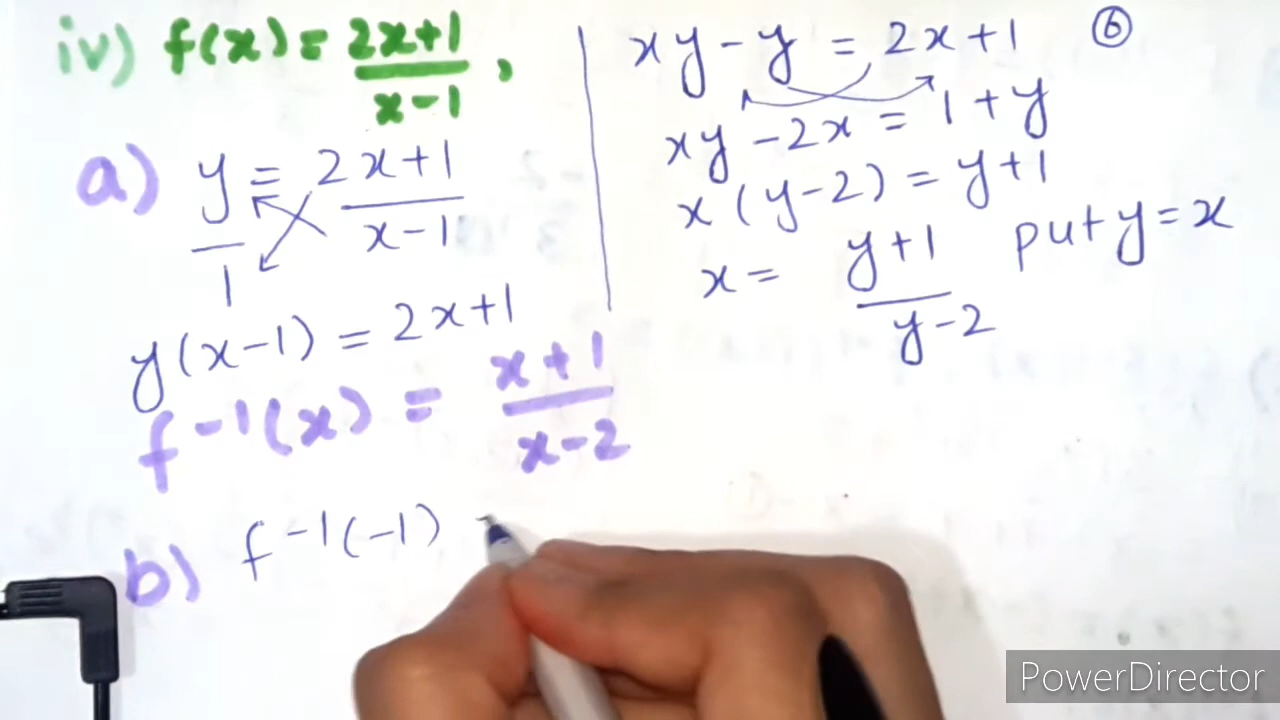 iv) f(x) = 2x+1 / x-1 ,
a) y/1 = 2x+1 / x-1
y(x-1) = 2x+1
xy - y = 2x+1 ⑥
xy - 2x = 1 + y
x(y-2) = y+1
x = y+1 / y-2 put y = x
f⁻¹(x) = x+1 / x-2
b) f⁻¹(-1)
PowerDirector